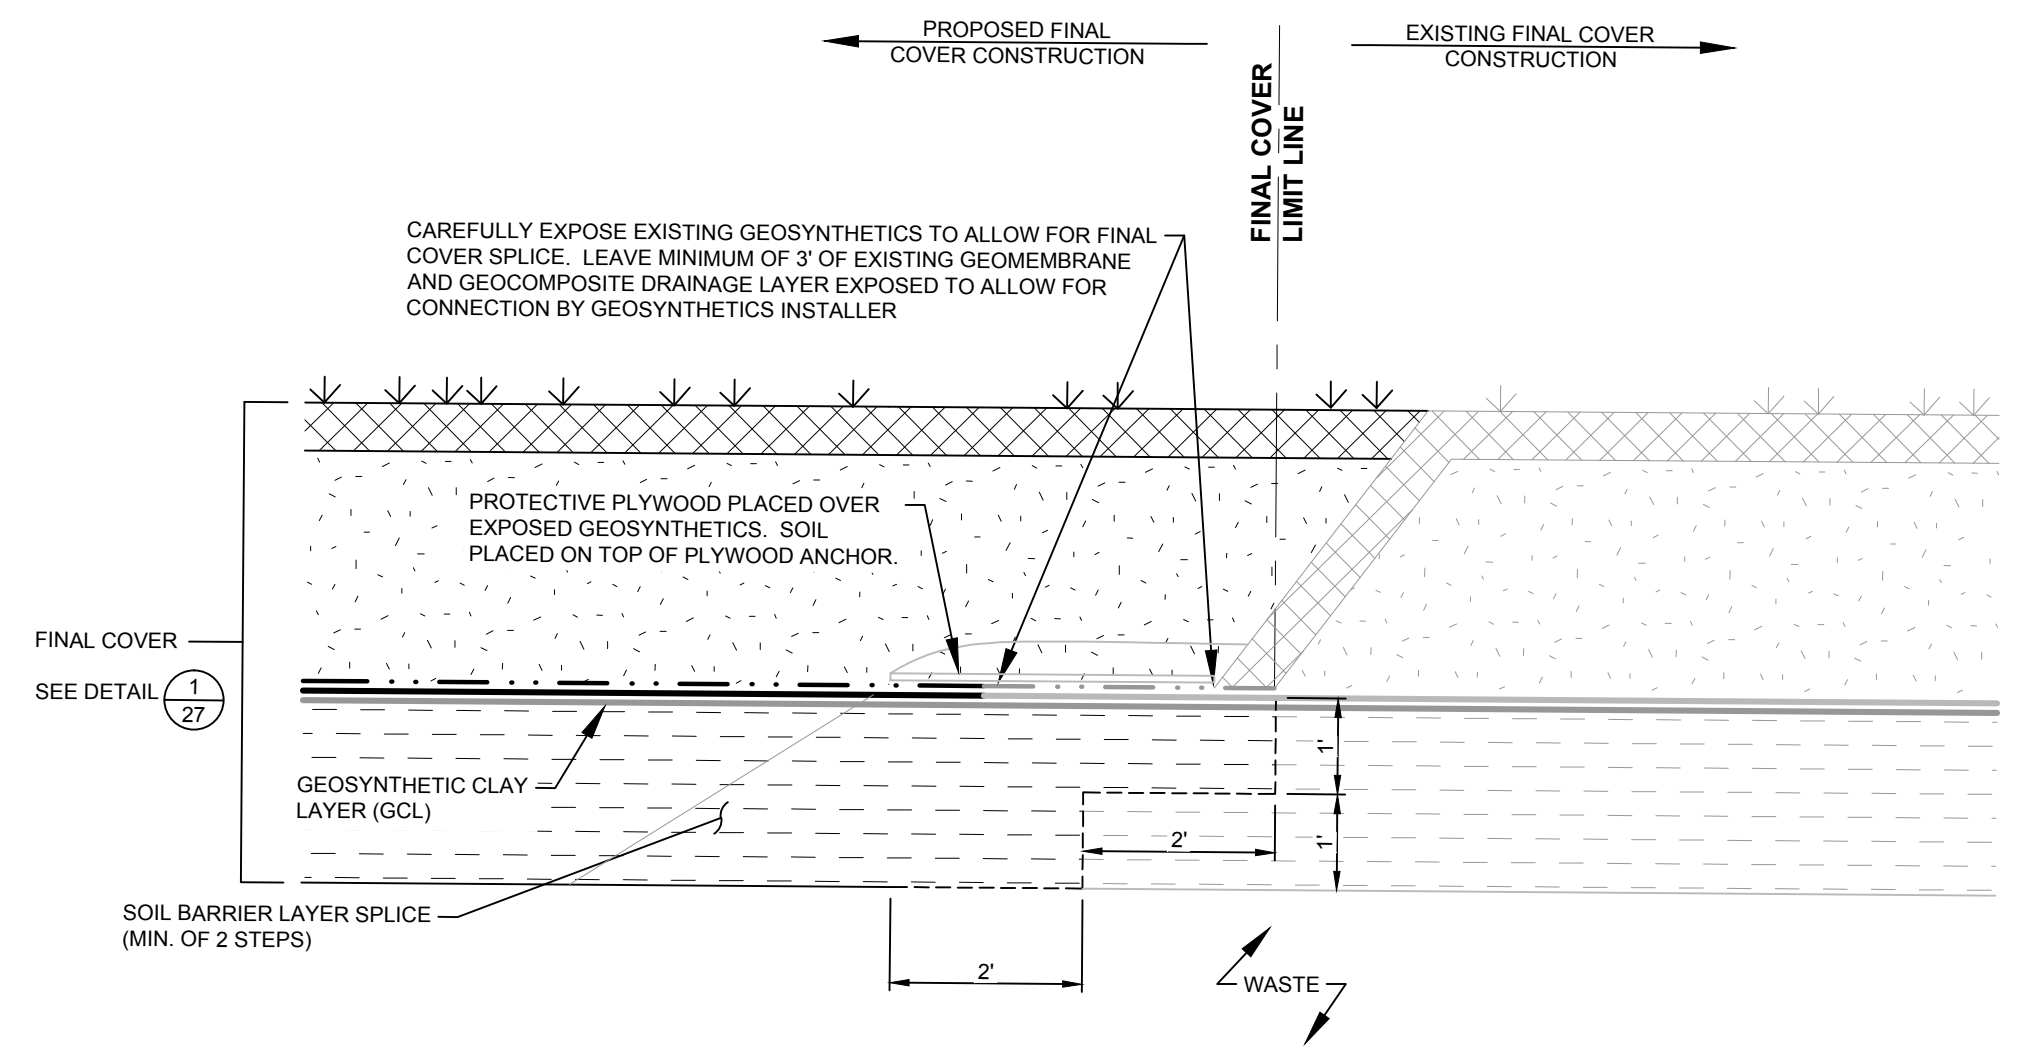 PROPOSED FINAL
COVER CONSTRUCTION
EXISTING FINAL COVER
CONSTRUCTION
FINAL COVER
LIMIT LINE
CAREFULLY EXPOSE EXISTING GEOSYNTHETICS TO ALLOW FOR FINAL
COVER SPLICE. LEAVE MINIMUM OF 3' OF EXISTING GEOMEMBRANE
AND GEOCOMPOSITE DRAINAGE LAYER EXPOSED TO ALLOW FOR
CONNECTION BY GEOSYNTHETICS INSTALLER
PROTECTIVE PLYWOOD PLACED OVER
EXPOSED GEOSYNTHETICS. SOIL
PLACED ON TOP OF PLYWOOD ANCHOR.
FINAL COVER
SEE DETAIL
1
27
GEOSYNTHETIC CLAY
LAYER (GCL)
1'
1'
2'
SOIL BARRIER LAYER SPLICE
(MIN. OF 2 STEPS)
2'
WASTE